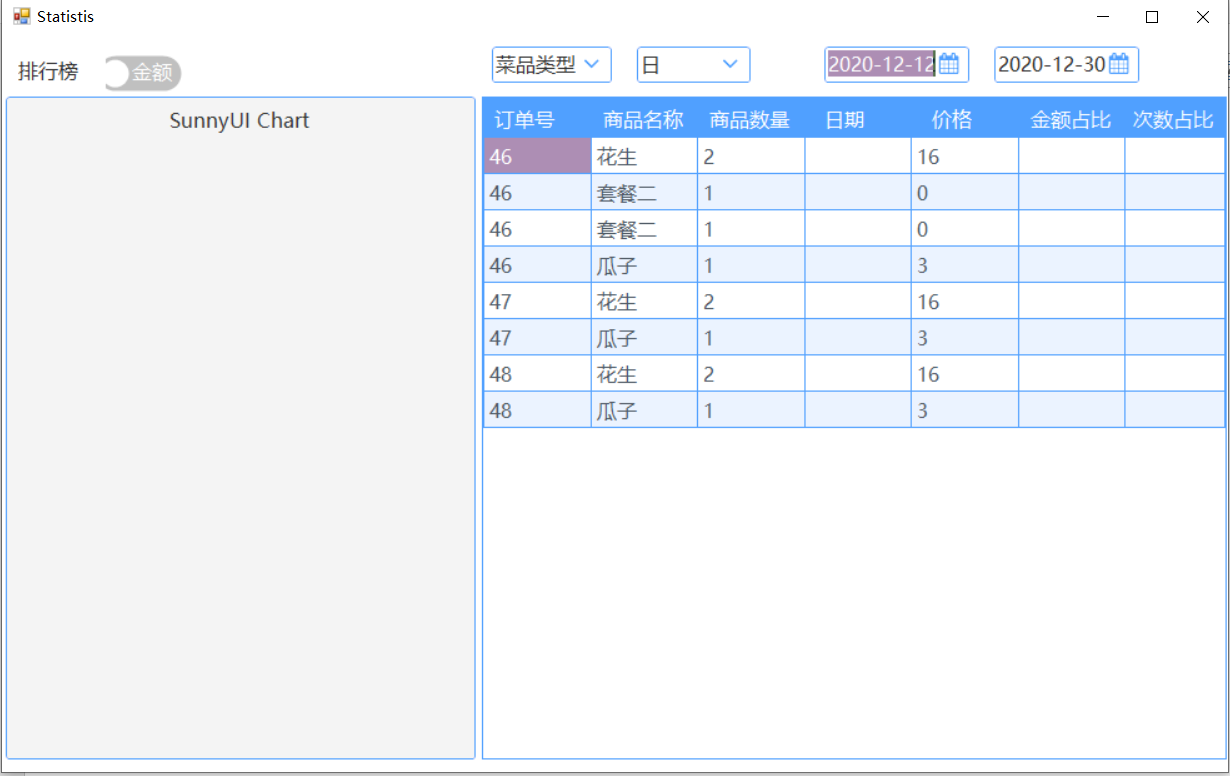 Statistis
排行榜 金额 菜品类型 日 2020-12-12 2020-12-30
SunnyUI Chart
订单号 商品名称 商品数量 日期 价格 金额占比 次数占比
46 花生 2 16
46 套餐二 1 0
46 套餐二 1 0
46 瓜子 1 3
47 花生 2 16
47 瓜子 1 3
48 花生 2 16
48 瓜子 1 3